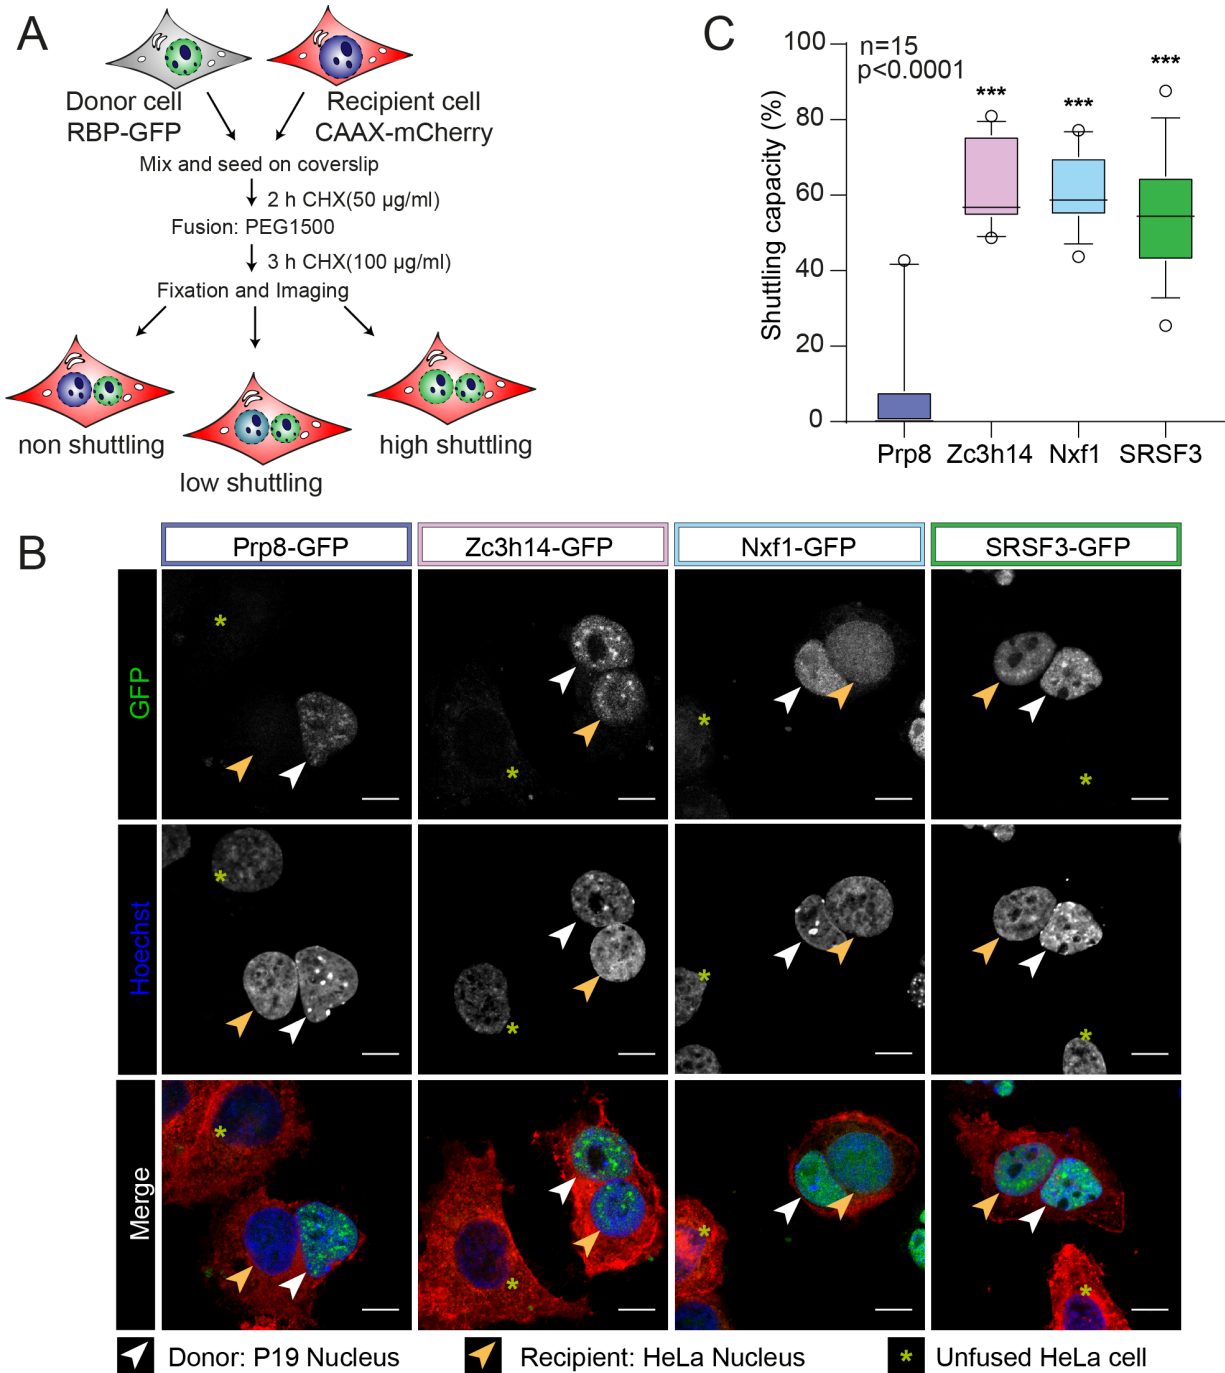 A
Donor cell
RBP-GFP
Recipient cell
CAAX-mCherry
Mix and seed on coverslip
2 h CHX(50 µg/ml)
Fusion: PEG1500
3 h CHX(100 µg/ml)
Fixation and Imaging
non shuttling
low shuttling
high shuttling
C
n=15
p<0.0001
Shuttling capacity (%)
100
80
60
40
20
0
***
***
***
Prp8
Zc3h14
Nxf1
SRSF3
B
Prp8-GFP
Zc3h14-GFP
Nxf1-GFP
SRSF3-GFP
GFP
*
*
*
*
Hoechst
*
*
*
*
Merge
*
*
*
*
Donor: P19 Nucleus
Recipient: HeLa Nucleus
* Unfused HeLa cell